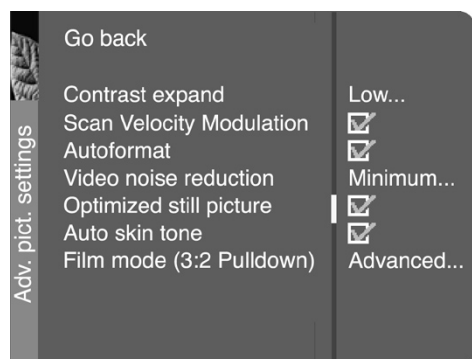 Adv. pict. settings
Go back
Contrast expand Low...
Scan Velocity Modulation
Autoformat
Video noise reduction Minimum...
Optimized still picture
Auto skin tone
Film mode (3:2 Pulldown) Advanced...